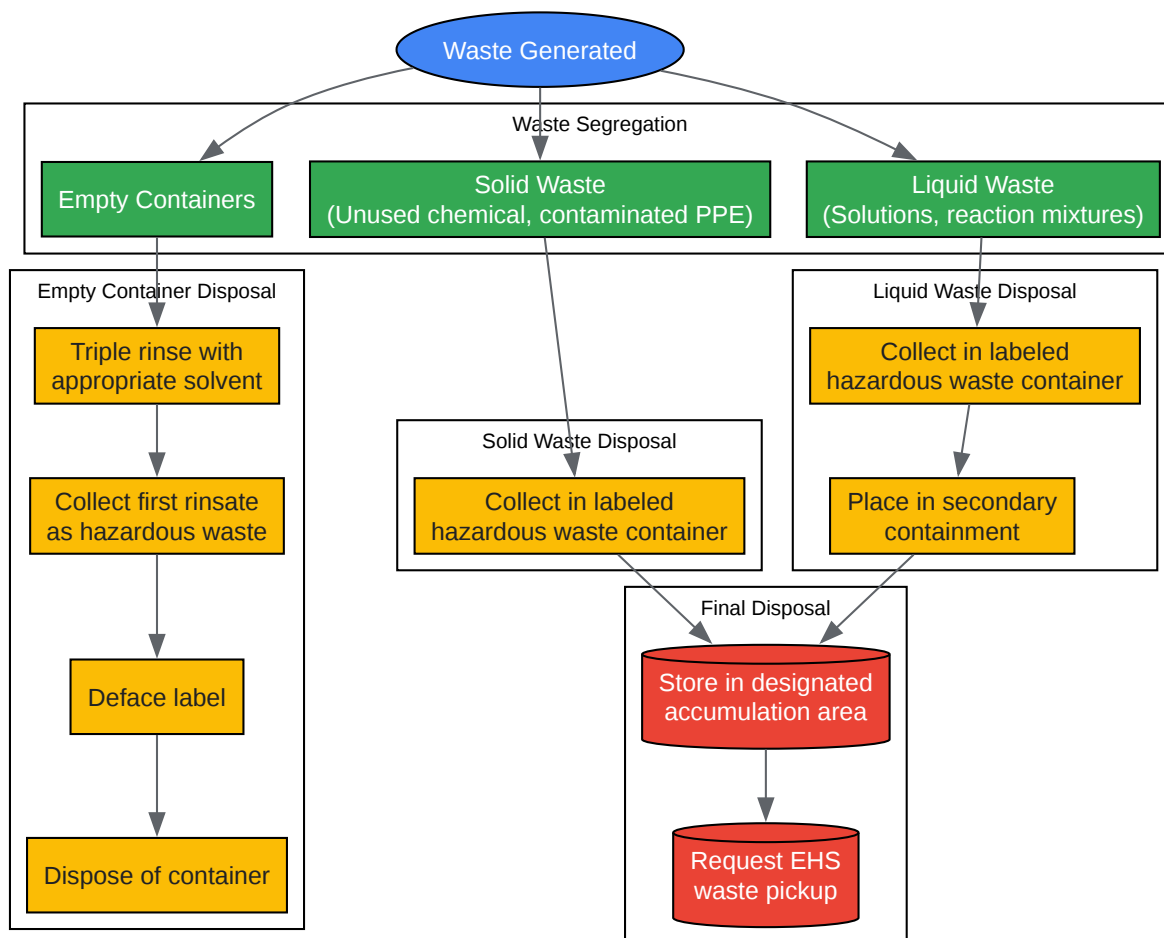 Waste Generated
Waste Segregation
Empty Containers
Solid Waste
(Unused chemical, contaminated PPE)
Liquid Waste
(Solutions, reaction mixtures)
Empty Container Disposal
Triple rinse with
appropriate solvent
Collect first rinsate
as hazardous waste
Deface label
Dispose of container
Solid Waste Disposal
Collect in labeled
hazardous waste container
Liquid Waste Disposal
Collect in labeled
hazardous waste container
Place in secondary
containment
Final Disposal
Store in designated
accumulation area
Request EHS
waste pickup